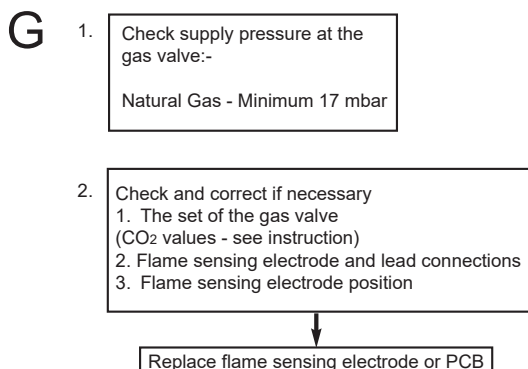 G
1. Check supply pressure at the
gas valve:-
Natural Gas - Minimum 17 mbar
2. Check and correct if necessary
1. The set of the gas valve
(CO2 values - see instruction)
2. Flame sensing electrode and lead connections
3. Flame sensing electrode position
Replace flame sensing electrode or PCB